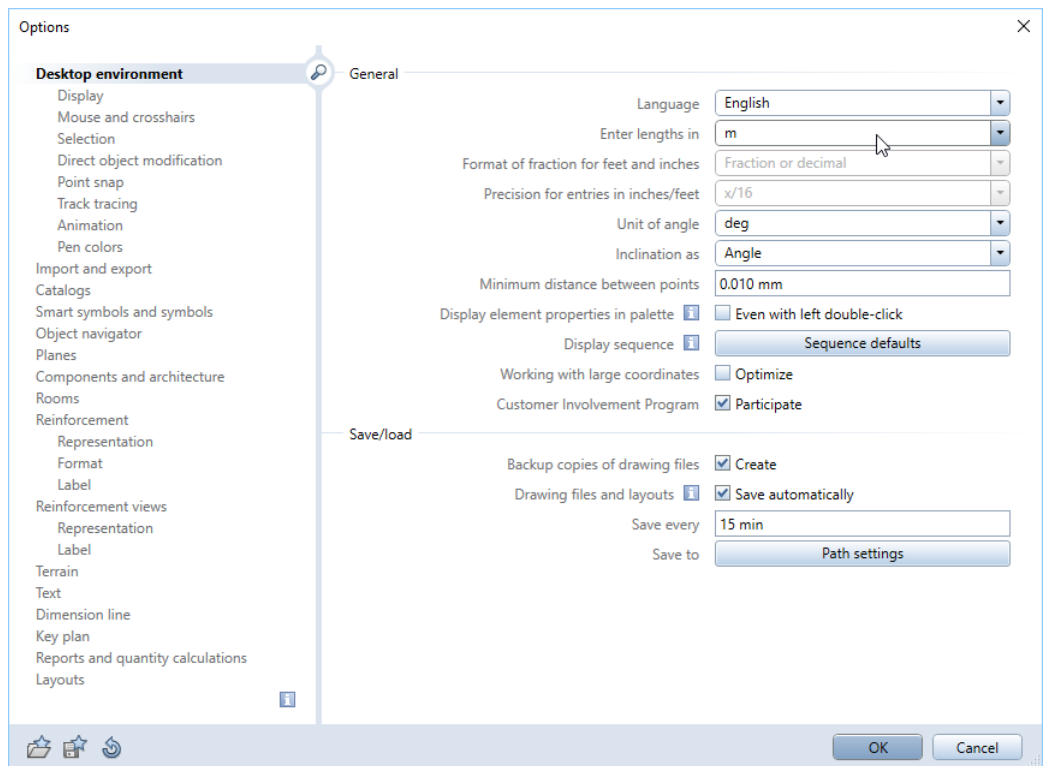 Options
Desktop environment
Display
Mouse and crosshairs
Selection
Direct object modification
Point snap
Track tracing
Animation
Pen colors
Import and export
Catalogs
Smart symbols and symbols
Object navigator
Planes
Components and architecture
Rooms
Reinforcement
Representation
Format
Label
Reinforcement views
Representation
Label
Terrain
Text
Dimension line
Key plan
Reports and quantity calculations
Layouts
General
Language English
Enter lengths in m
Format of fraction for feet and inches Fraction or decimal
Precision for entries in inches/feet x/16
Unit of angle deg
Inclination as Angle
Minimum distance between points 0.010 mm
Display element properties in palette i Even with left double-click
Display sequence i Sequence defaults
Working with large coordinates Optimize
Customer Involvement Program Participate
Save/load
Backup copies of drawing files Create
Drawing files and layouts i Save automatically
Save every 15 min
Save to Path settings
i
OK Cancel